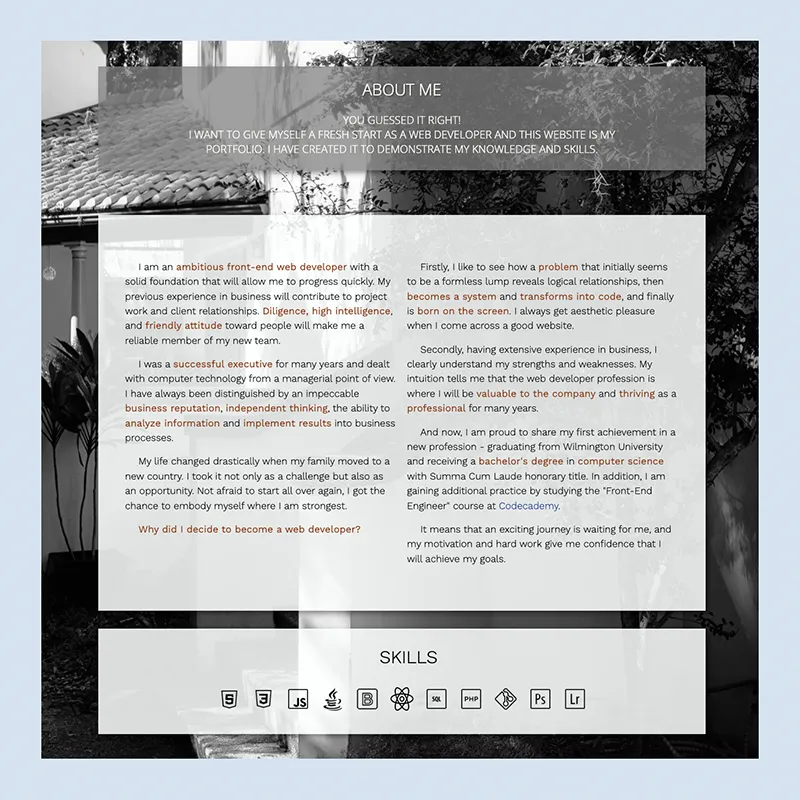 ABOUT ME
YOU GUESSED IT RIGHT!
I WANT TO GIVE MYSELF A FRESH START AS A WEB DEVELOPER AND THIS WEBSITE IS MY
PORTFOLIO. I HAVE CREATED IT TO DEMONSTRATE MY KNOWLEDGE AND SKILLS.
I am an ambitious front-end web developer with a
solid foundation that will allow me to progress quickly. My
previous experience in business will contribute to project
work and client relationships. Diligence, high intelligence,
and friendly attitude toward people will make me a
reliable member of my new team.
I was a successful executive for many years and dealt
with computer technology from a managerial point of view.
I have always been distinguished by an impeccable
business reputation, independent thinking, the ability to
analyze information and implement results into business
processes.
My life changed drastically when my family moved to a
new country. I took it not only as a challenge but also as
an opportunity. Not afraid to start all over again, I got the
chance to embody myself where I am strongest.
Why did I decide to become a web developer?
Firstly, I like to see how a problem that initially seems
to be a formless lump reveals logical relationships, then
becomes a system and transforms into code, and finally
is born on the screen. I always get aesthetic pleasure
when I come across a good website.
Secondly, having extensive experience in business, I
clearly understand my strengths and weaknesses. My
intuition tells me that the web developer profession is
where I will be valuable to the company and thriving as a
professional for many years.
And now, I am proud to share my first achievement in a
new profession - graduating from Wilmington University
and receiving a bachelor's degree in computer science
with Summa Cum Laude honorary title. In addition, I am
gaining additional practice by studying the "Front-End
Engineer" course at Codecademy.
It means that an exciting journey is waiting for me, and
my motivation and hard work give me confidence that I
will achieve my goals.
SKILLS
5 3 JS B SQL PHP Ps Lr